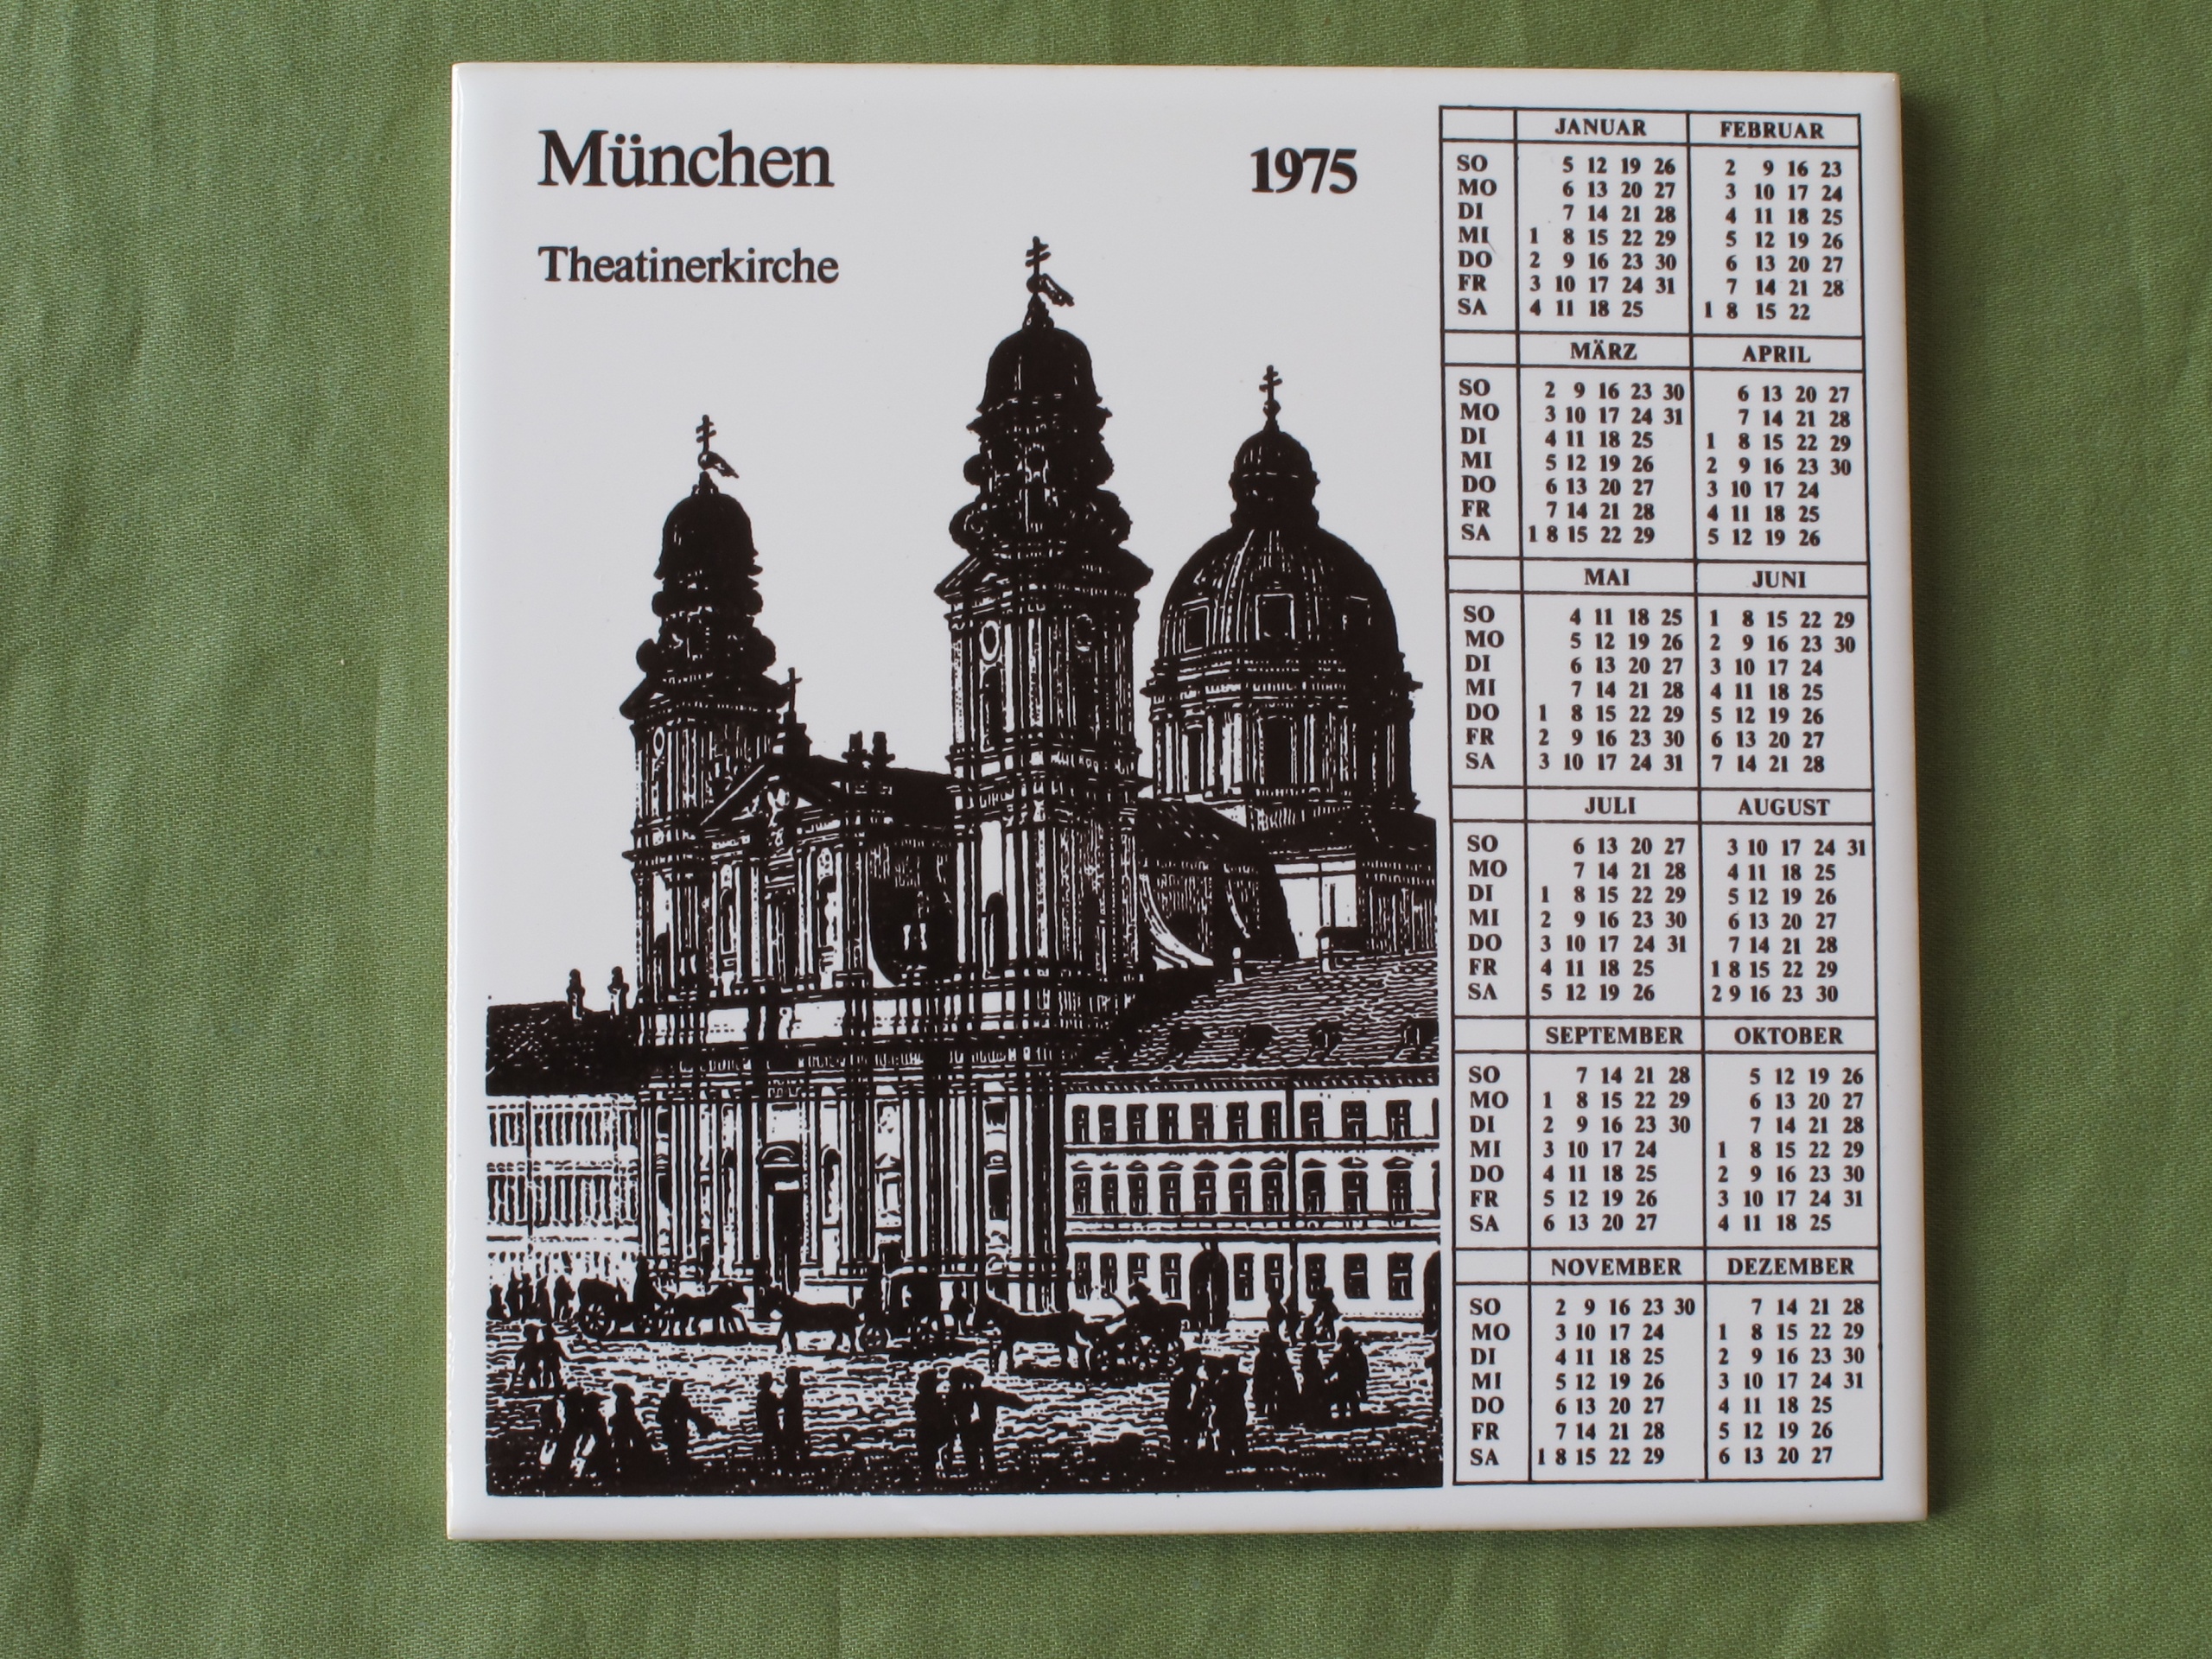 München
1975
Theatinerkirche
JANUAR FEBRUAR
SO 5 12 19 26 2 9 16 23
MO 6 13 20 27 3 10 17 24
DI 7 14 21 28 4 11 18 25
MI 1 8 15 22 29 5 12 19 26
DO 2 9 16 23 30 6 13 20 27
FR 3 10 17 24 31 7 14 21 28
SA 4 11 18 25 1 8 15 22
MÄRZ APRIL
SO 2 9 16 23 30 6 13 20 27
MO 3 10 17 24 31 7 14 21 28
DI 4 11 18 25 1 8 15 22 29
MI 5 12 19 26 2 9 16 23 30
DO 6 13 20 27 3 10 17 24
FR 7 14 21 28 4 11 18 25
SA 1 8 15 22 29 5 12 19 26
MAI JUNI
SO 4 11 18 25 1 8 15 22 29
MO 5 12 19 26 2 9 16 23 30
DI 6 13 20 27 3 10 17 24
MI 7 14 21 28 4 11 18 25
DO 1 8 15 22 29 5 12 19 26
FR 2 9 16 23 30 6 13 20 27
SA 3 10 17 24 31 7 14 21 28
JULI AUGUST
SO 6 13 20 27 3 10 17 24 31
MO 7 14 21 28 4 11 18 25
DI 1 8 15 22 29 5 12 19 26
MI 2 9 16 23 30 6 13 20 27
DO 3 10 17 24 31 7 14 21 28
FR 4 11 18 25 1 8 15 22 29
SA 5 12 19 26 2 9 16 23 30
SEPTEMBER OKTOBER
SO 7 14 21 28 5 12 19 26
MO 1 8 15 22 29 6 13 20 27
DI 2 9 16 23 30 7 14 21 28
MI 3 10 17 24 1 8 15 22 29
DO 4 11 18 25 2 9 16 23 30
FR 5 12 19 26 3 10 17 24 31
SA 6 13 20 27 4 11 18 25
NOVEMBER DEZEMBER
SO 2 9 16 23 30 7 14 21 28
MO 3 10 17 24 1 8 15 22 29
DI 4 11 18 25 2 9 16 23 30
MI 5 12 19 26 3 10 17 24 31
DO 6 13 20 27 4 11 18 25
FR 7 14 21 28 5 12 19 26
SA 1 8 15 22 29 6 13 20 27